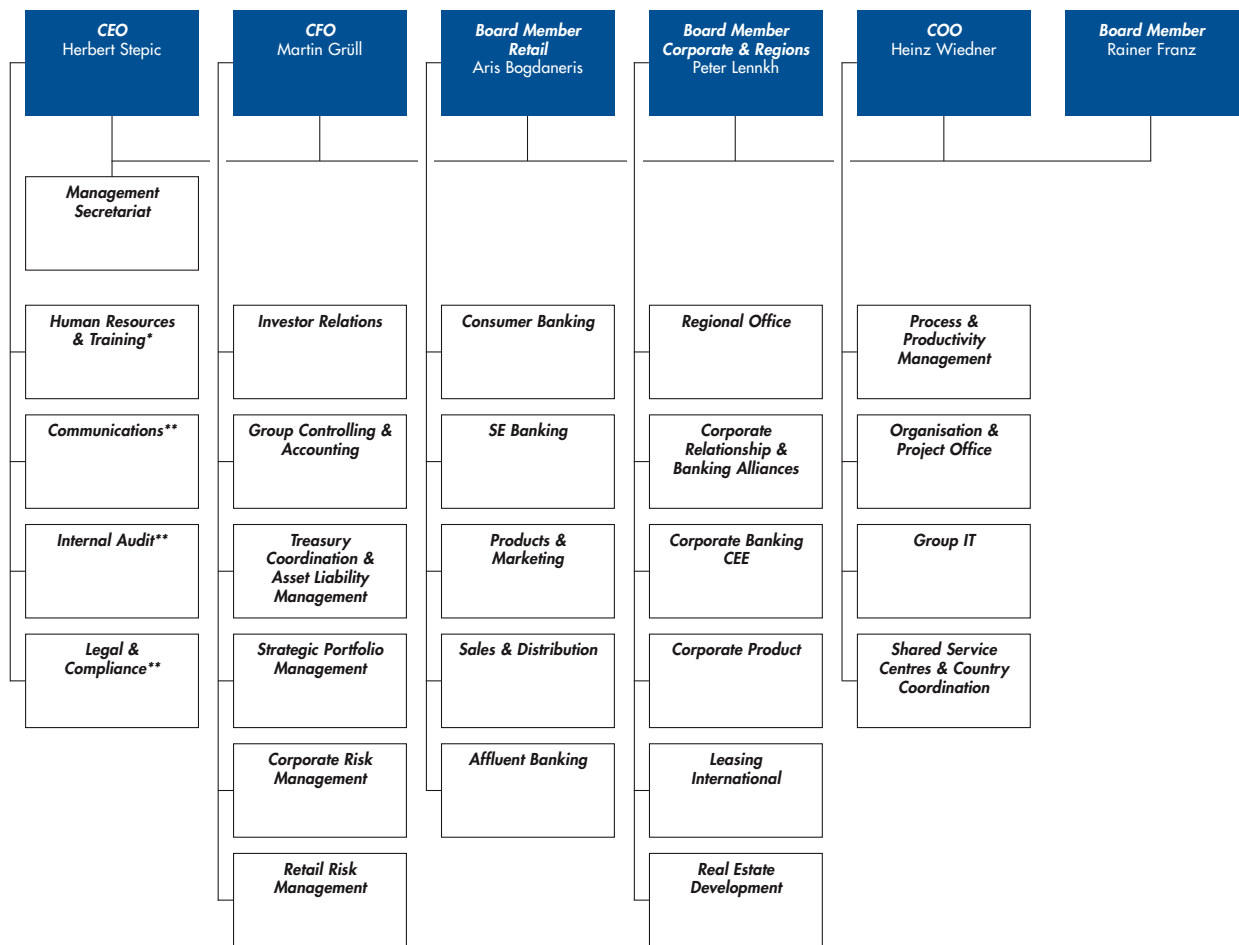 CEO
Herbert Stepic
CFO
Martin Grüll
Board Member
Retail
Aris Bogdaneris
Board Member
Corporate & Regions
Peter Lennkh
COO
Heinz Wiedner
Board Member
Rainer Franz
Management
Secretariat
Human Resources
& Training*
Investor Relations
Consumer Banking
Regional Office
Process &
Productivity
Management
Communications**
Group Controlling &
Accounting
SE Banking
Corporate
Relationship &
Banking Alliances
Organisation &
Project Office
Internal Audit**
Treasury
Coordination &
Asset Liability
Management
Products &
Marketing
Corporate Banking
CEE
Group IT
Legal &
Compliance**
Strategic Portfolio
Management
Sales & Distribution
Corporate Product
Shared Service
Centres & Country
Coordination
Corporate Risk
Management
Affluent Banking
Leasing
International
Retail Risk
Management
Real Estate
Development